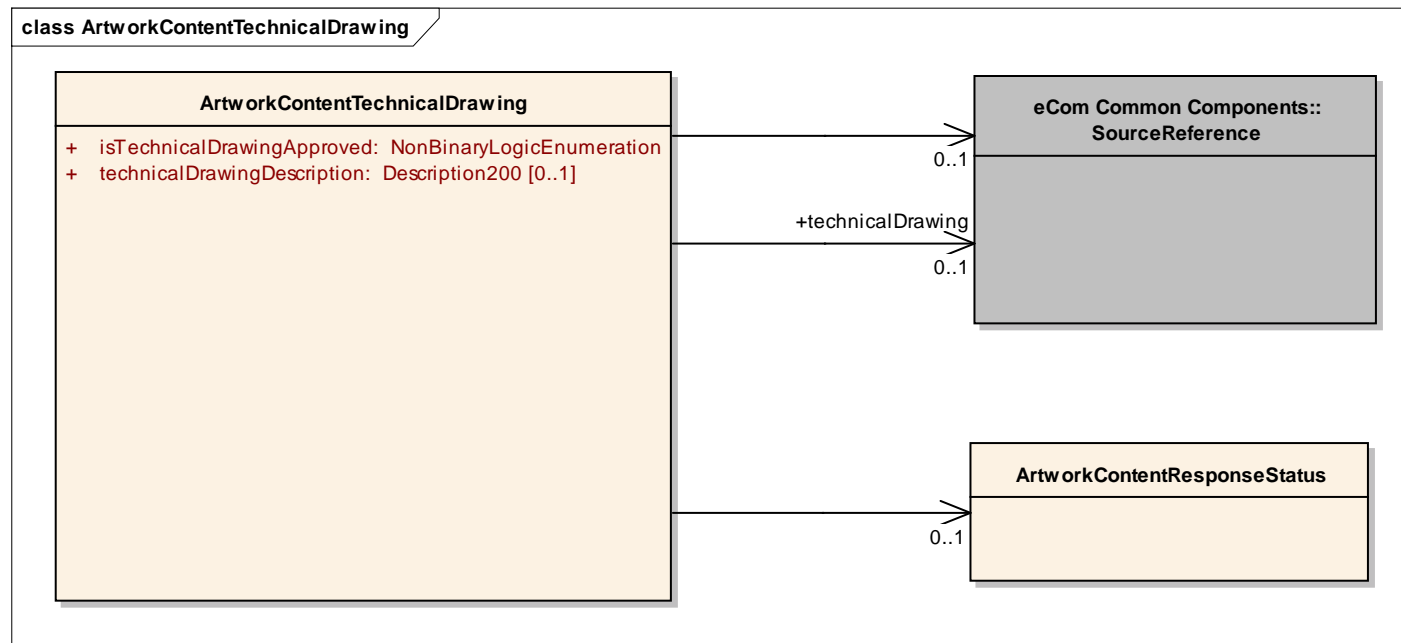 class ArtworkContentTechnicalDrawing
ArtworkContentTechnicalDrawing
+ isTechnicalDrawingApproved: NonBinaryLogicEnumeration
+ technicalDrawingDescription: Description200 [0..1]
eCom Common Components::
SourceReference
0..1
+technicalDrawing
0..1
ArtworkContentResponseStatus
0..1